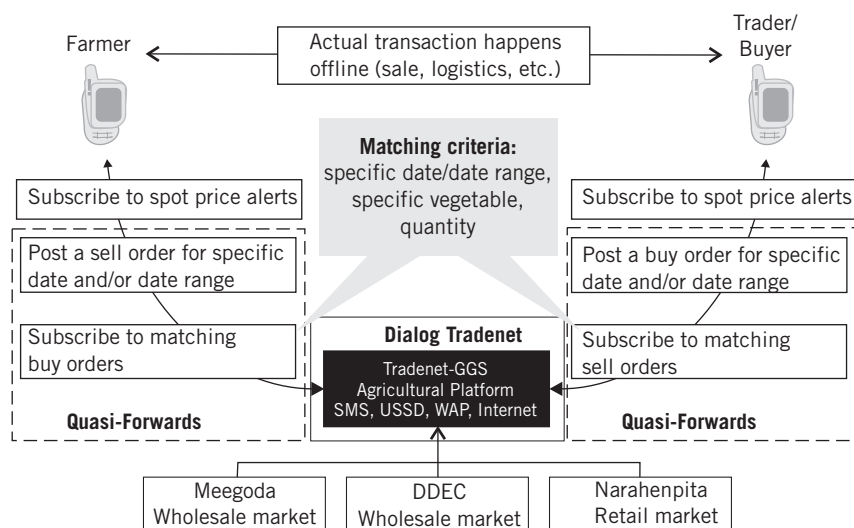 Farmer
Actual transaction happens
offline (sale, logistics, etc.)
Trader/
Buyer
Matching criteria:
specific date/date range,
specific vegetable,
quantity
Subscribe to spot price alerts
Post a sell order for specific
date and/or date range
Subscribe to matching
buy orders
Quasi-Forwards
Subscribe to spot price alerts
Post a buy order for specific
date and/or date range
Subscribe to matching
sell orders
Quasi-Forwards
Dialog Tradenet
Tradenet-GGS
Agricultural Platform
SMS, USSD, WAP, Internet
Meegoda
Wholesale market
DDEC
Wholesale market
Narahenpita
Retail market